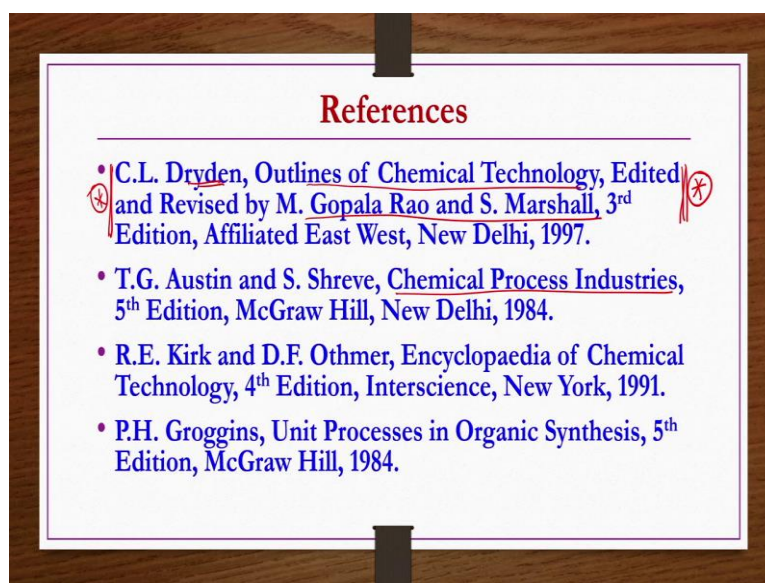 References
• C.L. Dryden, Outlines of Chemical Technology, Edited
and Revised by M. Gopala Rao and S. Marshall, 3rd
Edition, Affiliated East West, New Delhi, 1997.
• T.G. Austin and S. Shreve, Chemical Process Industries,
5th Edition, McGraw Hill, New Delhi, 1984.
• R.E. Kirk and D.F. Othmer, Encyclopaedia of Chemical
Technology, 4th Edition, Interscience, New York, 1991.
• P.H. Groggins, Unit Processes in Organic Synthesis, 5th
Edition, McGraw Hill, 1984.